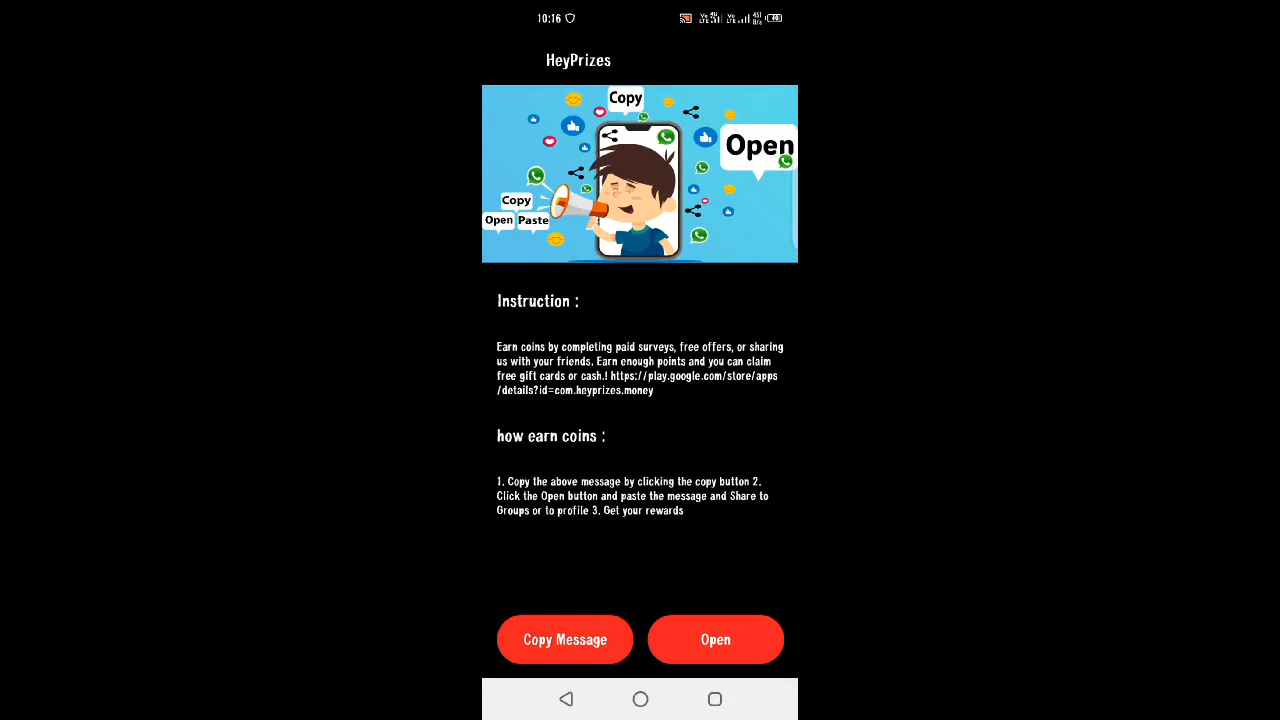 10:16
HeyPrizes
Copy
Open
Copy
Open Paste
Instruction :
Earn coins by completing paid surveys, free offers, or sharing
us with your friends. Earn enough points and you can claim
free gift cards or cash.! https://play.google.com/store/apps
/details?id=com.heyprizes.money
how earn coins :
1. Copy the above message by clicking the copy button 2.
Click the Open button and paste the message and Share to
Groups or to profile 3. Get your rewards
Copy Message
Open